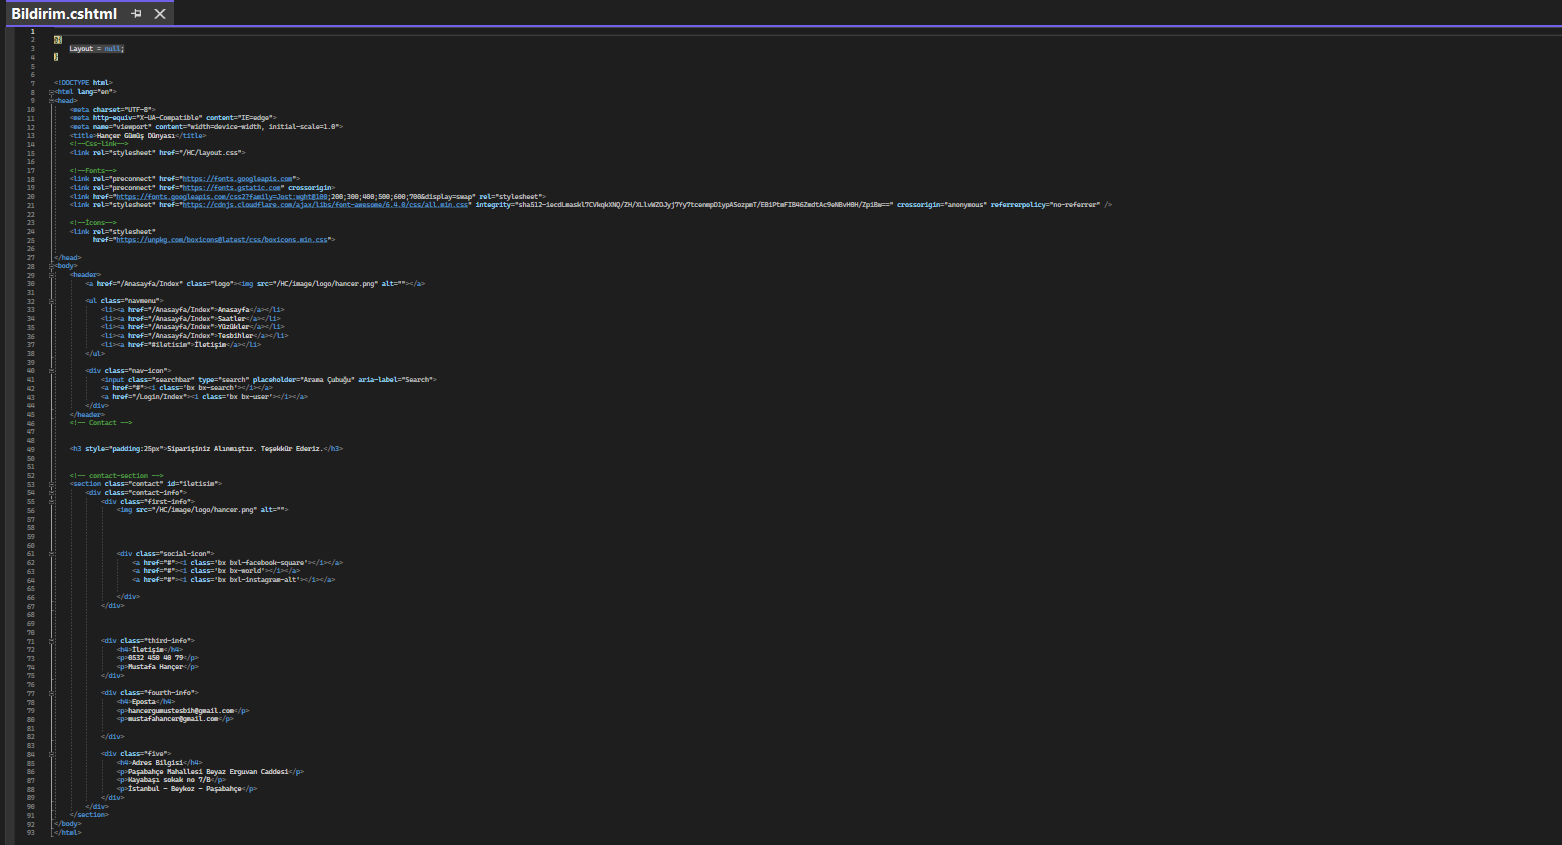 Bildirim.cshtml
1
2 @{
3 Layout = null;
4 }
5
6
7 <!DOCTYPE html>
8 <html lang="en">
9 <head>
10 <meta charset="UTF-8">
11 <meta http-equiv="X-UA-Compatible" content="IE=edge">
12 <meta name="viewport" content="width=device-width, initial-scale=1.0">
13 <title>Hançer Gümüş Dünyası</title>
14 <!--Css-link-->
15 <link rel="stylesheet" href="/HC/layout.css">
16
17 <!--Fonts-->
18 <link rel="preconnect" href="https://fonts.googleapis.com">
19 <link rel="preconnect" href="https://fonts.gstatic.com" crossorigin>
20 <link href="https://fonts.googleapis.com/css2?family=Jost:wght@100;200;300;400;500;600;700&display=swap" rel="stylesheet">
21 <link rel="stylesheet" href="https://cdnjs.cloudflare.com/ajax/libs/font-awesome/6.4.0/css/all.min.css" crossorigin="anonymous" referrerpolicy="no-referrer" />
22
23 <!--Icons-->
24 <link rel="stylesheet"
25 href="https://unpkg.com/boxicons@latest/css/boxicons.min.css">
26
27 </head>
28 <body>
29 <header>
30 <a href="/Anasayfa/Index" class="logo"><img src="/HC/image/logo/hancer.png" alt=""></a>
31
32 <ul class="navmenu">
33 <li><a href="/Anasayfa/Index">Anasayfa</a></li>
34 <li><a href="/Anasayfa/Index">Saatler</a></li>
35 <li><a href="/Anasayfa/Index">Yüzükler</a></li>
36 <li><a href="/Anasayfa/Index">Tesbihler</a></li>
37 <li><a href="#iletisim">İletişim</a></li>
38 </ul>
39
40 <div class="nav-icon">
41 <input class="searchbar" type="search" placeholder="Arama Çubuğu" aria-label="Search">
42 <a href="#"><i class='bx bx-search'></i></a>
43 <a href="/Login/Index"><i class='bx bx-user'></i></a>
44 </div>
45 </header>
46 <!-- Contact -->
47
48
49 <h3 style="padding:25px">Siparişiniz Alınmıştır. Teşekkür Ederiz.</h3>
50
51
52 <!-- contact-section -->
53 <section class="contact" id="iletisim">
54 <div class="contact-info">
55 <div class="first-info">
56 <img src="/HC/image/logo/hancer.png" alt="">
57
58
59
60
61 <div class="social-icon">
62 <a href="#"><i class='bx bxl-facebook-square'></i></a>
63 <a href="#"><i class='bx bx-world'></i></a>
64 <a href="#"><i class='bx bxl-instagram-alt'></i></a>
65
66 </div>
67 </div>
68
69
70
71 <div class="third-info">
72 <h4>İletişim</h4>
73 <p>0532 450 40 79</p>
74 <p>Mustafa Hançer</p>
75 </div>
76
77 <div class="fourth-info">
78 <h4>Eposta</h4>
79 <p>hancergumustesbih@gmail.com</p>
80 <p>mustafahancer@gmail.com</p>
81
82 </div>
83
84 <div class="five">
85 <h4>Adres Bilgisi</h4>
86 <p>Paşabahçe Mahallesi Beyaz Erguvan Caddesi</p>
87 <p>Kayabaşı sokak no 7/B</p>
88 <p>İstanbul - Beykoz - Paşabahçe</p>
89 </div>
90 </div>
91 </section>
92 </body>
93 </html>